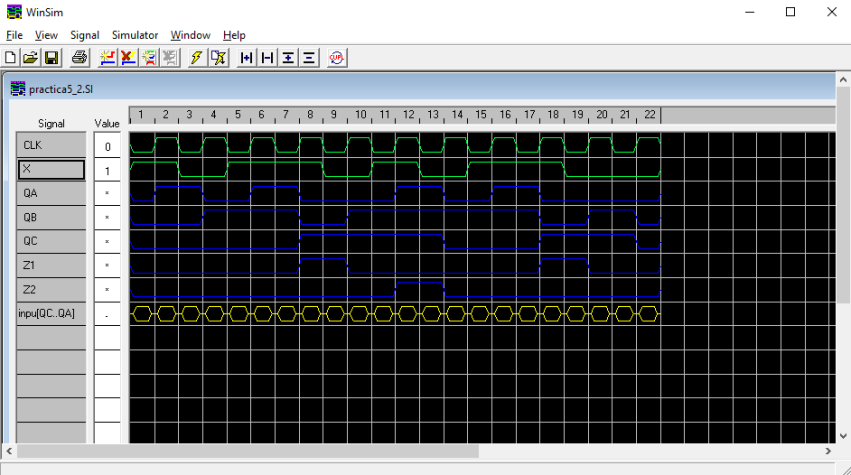 WinSim
File View Signal Simulator Window Help
practica5_2.SI
1 2 3 4 5 6 7 8 9 10 11 12 13 14 15 16 17 18 19 20 21 22
Signal Value
CLK 0
X 1
QA *
QB *
QC *
Z1 *
Z2 *
inpu[QC..QA] .